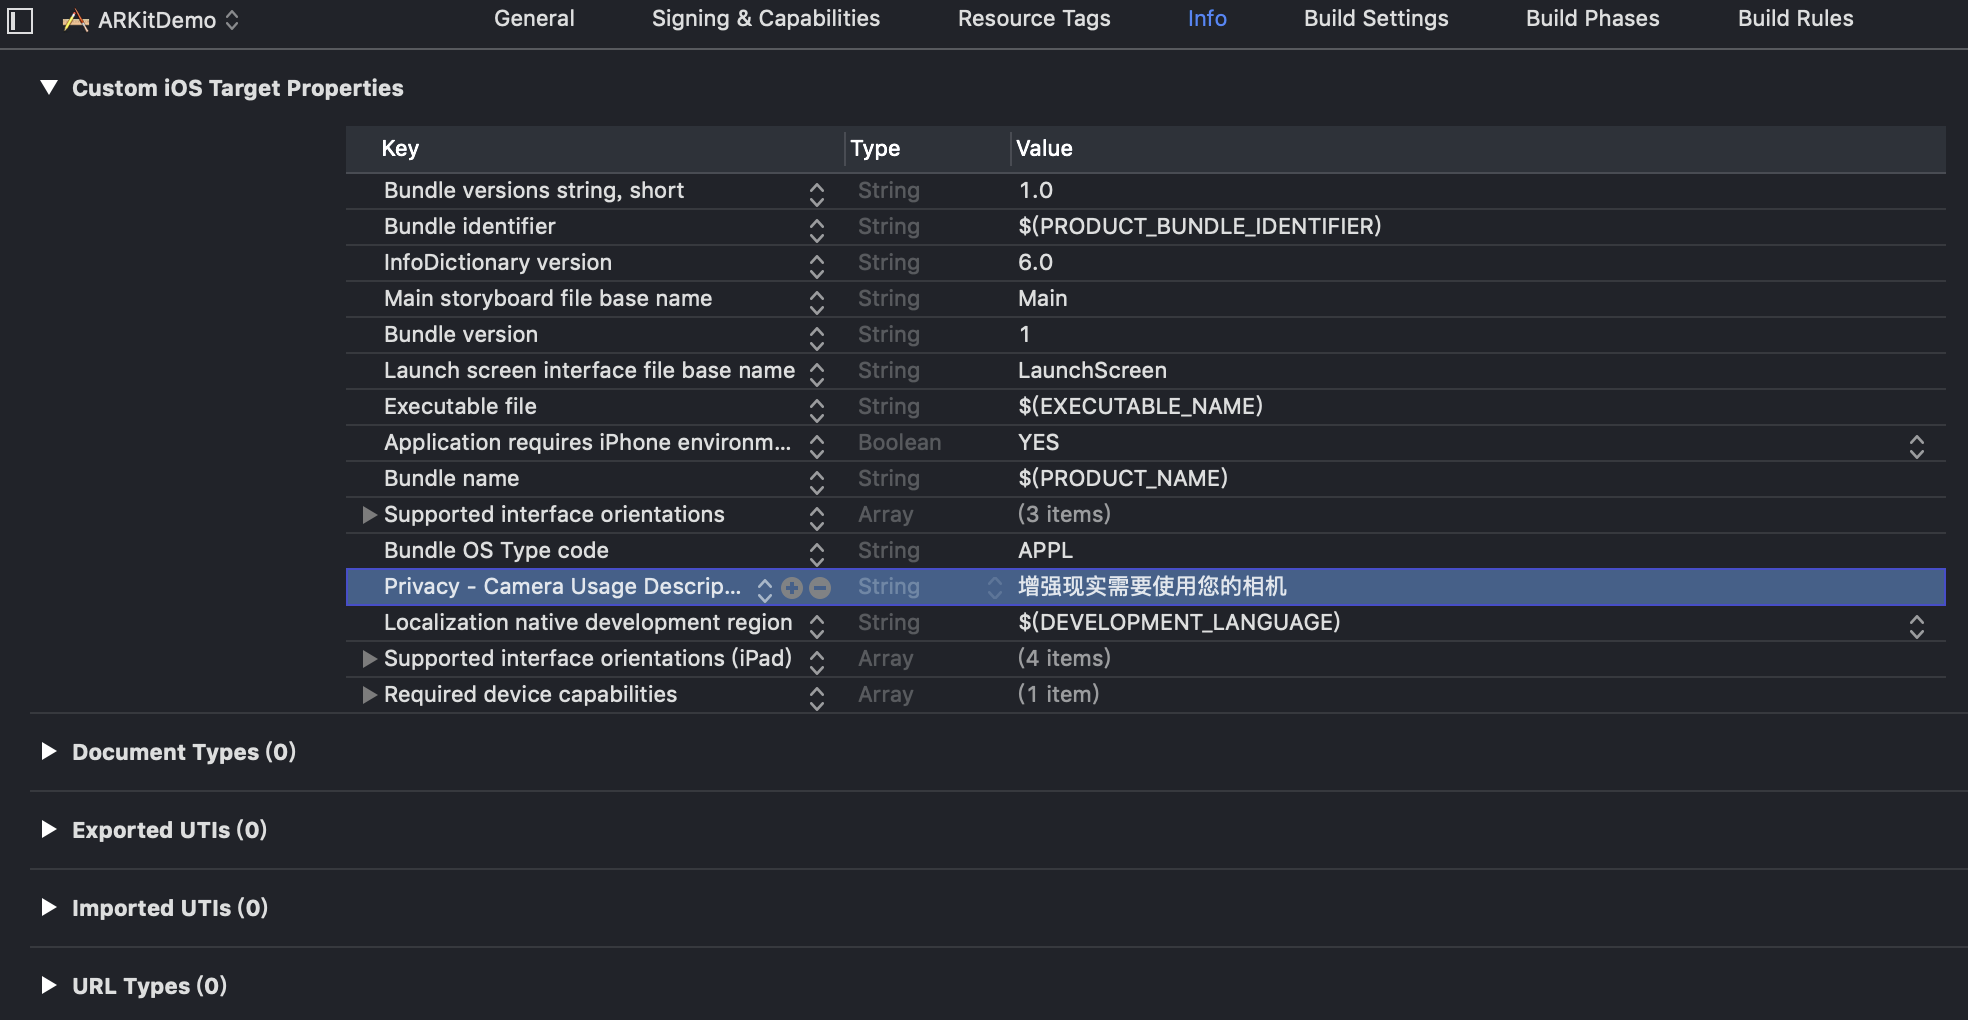 ARKitDemo General Signing & Capabilities Resource Tags Info Build Settings Build Phases Build Rules
Custom iOS Target Properties
Key Type Value
Bundle versions string, short String 1.0
Bundle identifier String $(PRODUCT_BUNDLE_IDENTIFIER)
InfoDictionary version String 6.0
Main storyboard file base name String Main
Bundle version String 1
Launch screen interface file base name String LaunchScreen
Executable file String $(EXECUTABLE_NAME)
Application requires iPhone environm... Boolean YES
Bundle name String $(PRODUCT_NAME)
Supported interface orientations Array (3 items)
Bundle OS Type code String APPL
Privacy - Camera Usage Descrip... String 增强现实需要使用您的相机
Localization native development region String $(DEVELOPMENT_LANGUAGE)
Supported interface orientations (iPad) Array (4 items)
Required device capabilities Array (1 item)
Document Types (0)
Exported UTIs (0)
Imported UTIs (0)
URL Types (0)